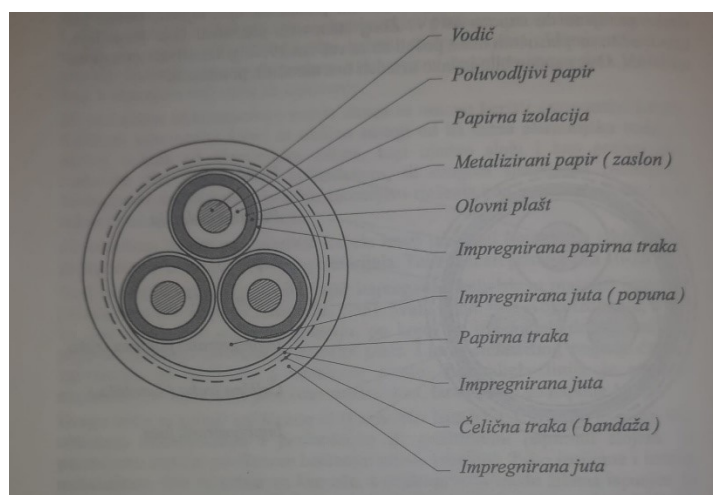 Vodič
Poluvodljivi papir
Papirna izolacija
Metalizirani papir ( zaslon )
Olovni plašt
Impregnirana papirna traka
Impregnirana juta ( popuna )
Papirna traka
Impregnirana juta
Čelična traka ( bandaža )
Impregnirana juta